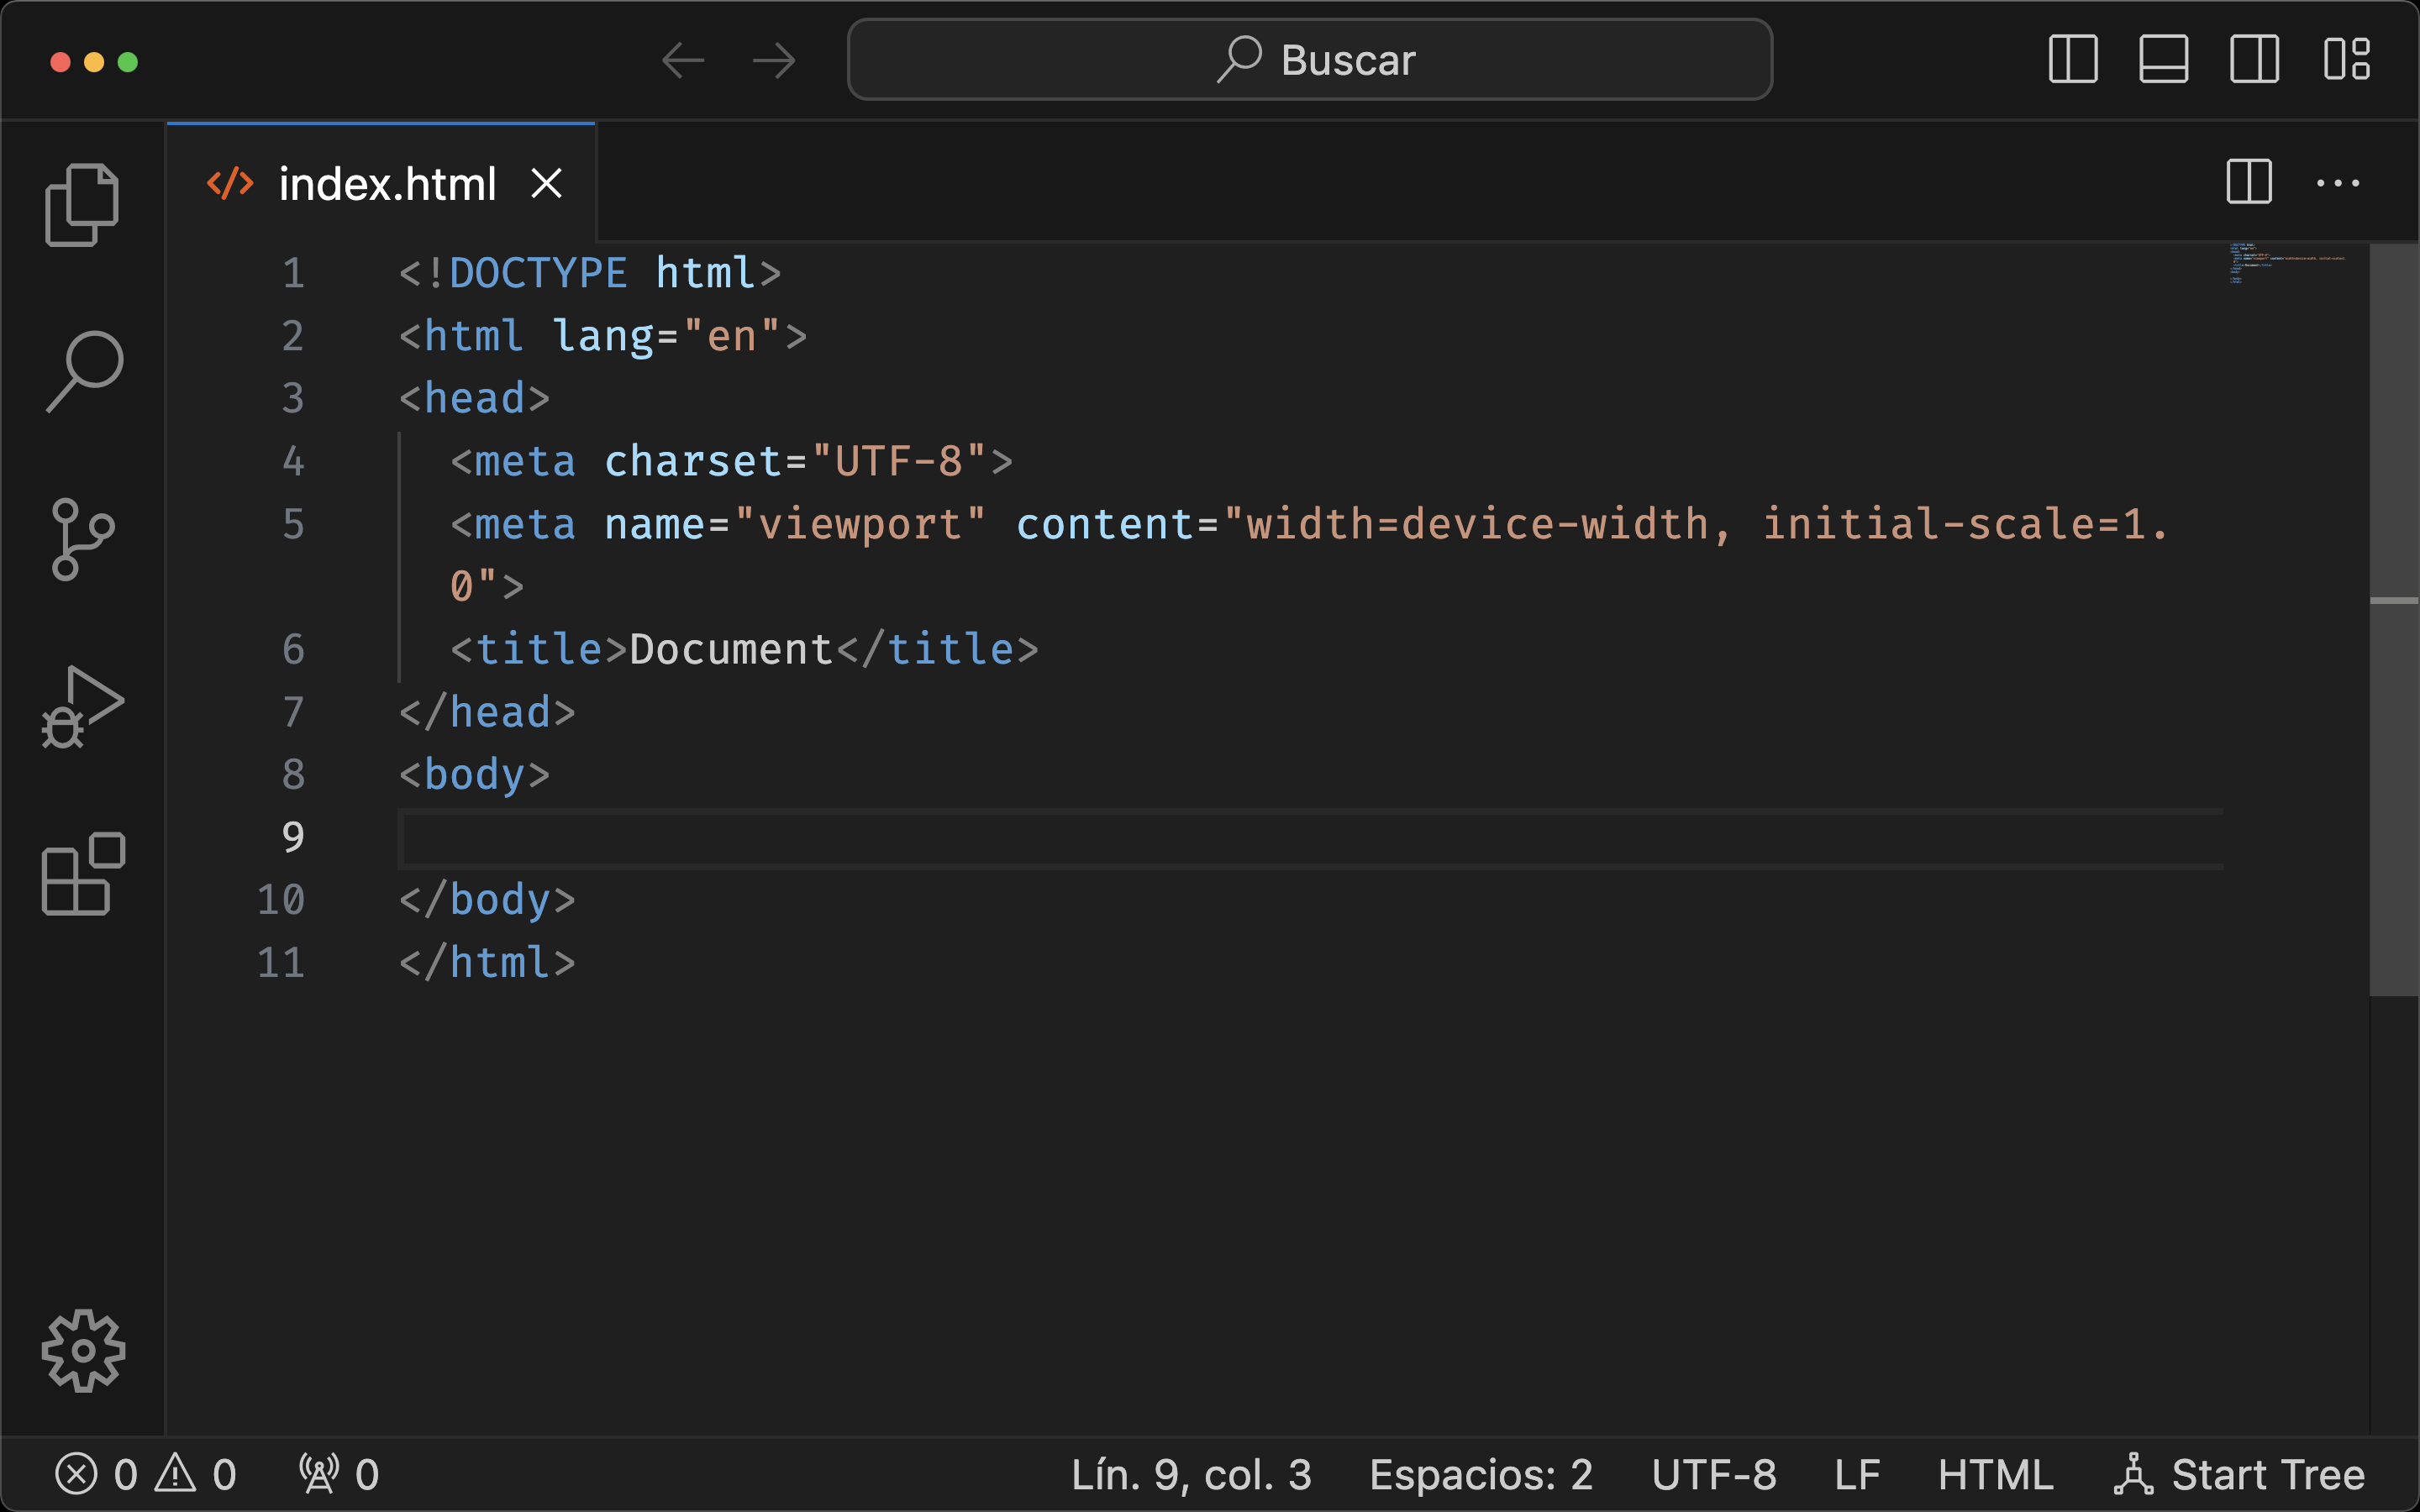 Buscar
index.html
1 <!DOCTYPE html>
2 <html lang="en">
3 <head>
4 <meta charset="UTF-8">
5 <meta name="viewport" content="width=device-width, initial-scale=1.
0">
6 <title>Document</title>
7 </head>
8 <body>
9
10 </body>
11 </html>
0 0 0 Lín. 9, col. 3 Espacios: 2 UTF-8 LF HTML Start Tree